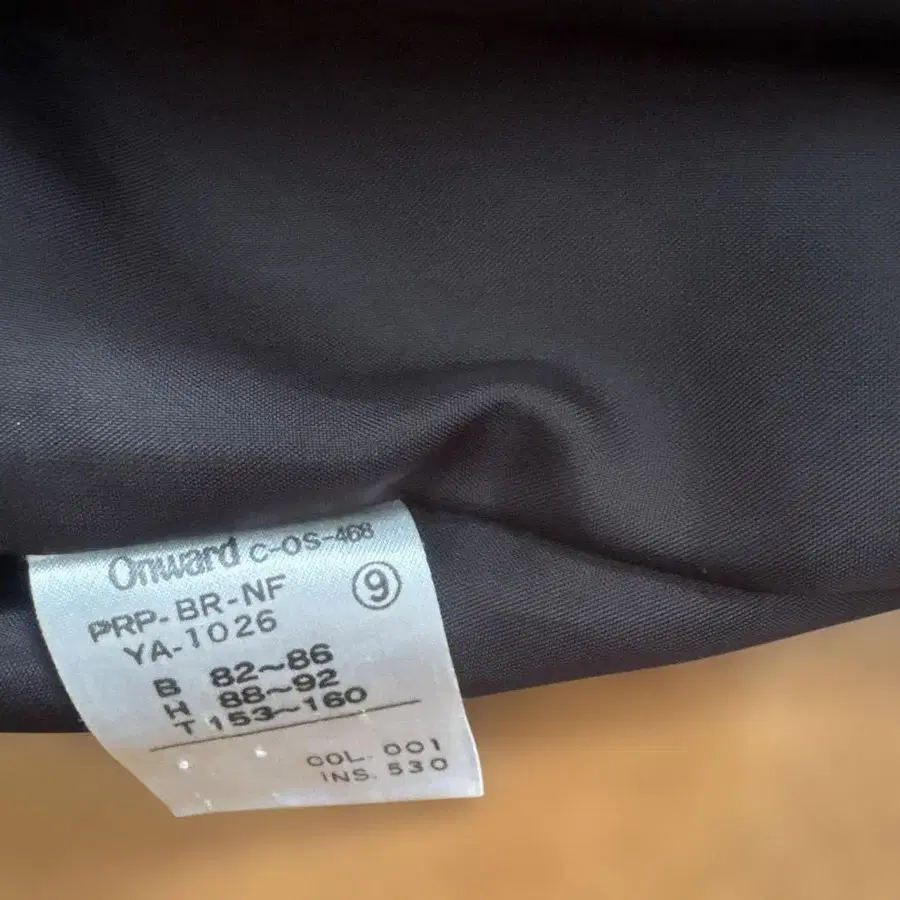 Onward C-OS-468
PRP-BR-NF ⑨
YA-1026
B 82~86
H 88~92
T 153~160
COL. 001
INS. 530